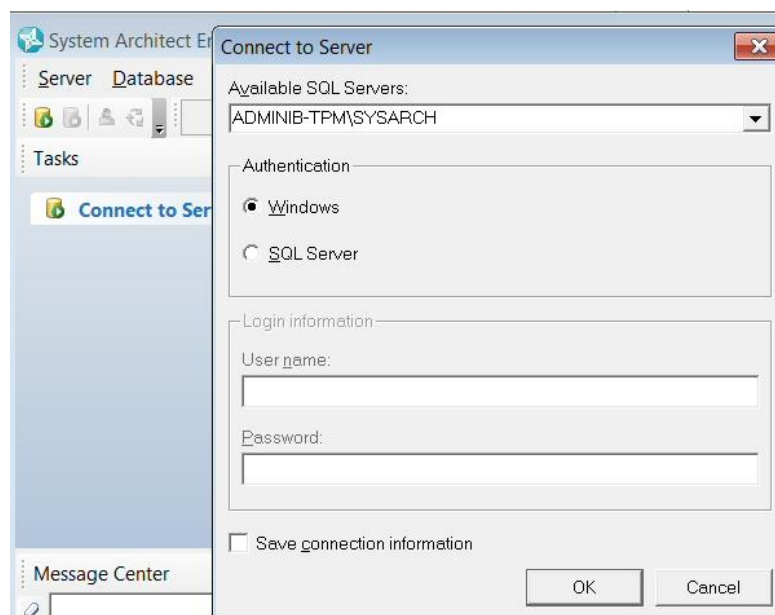 System Architect En
Server Database
Tasks
Connect to Ser
Message Center
Connect to Server
Available SQL Servers:
ADMINIB-TPM\SYSARCH
Authentication
Windows
SQL Server
Login information
User name:
Password:
Save connection information
OK Cancel